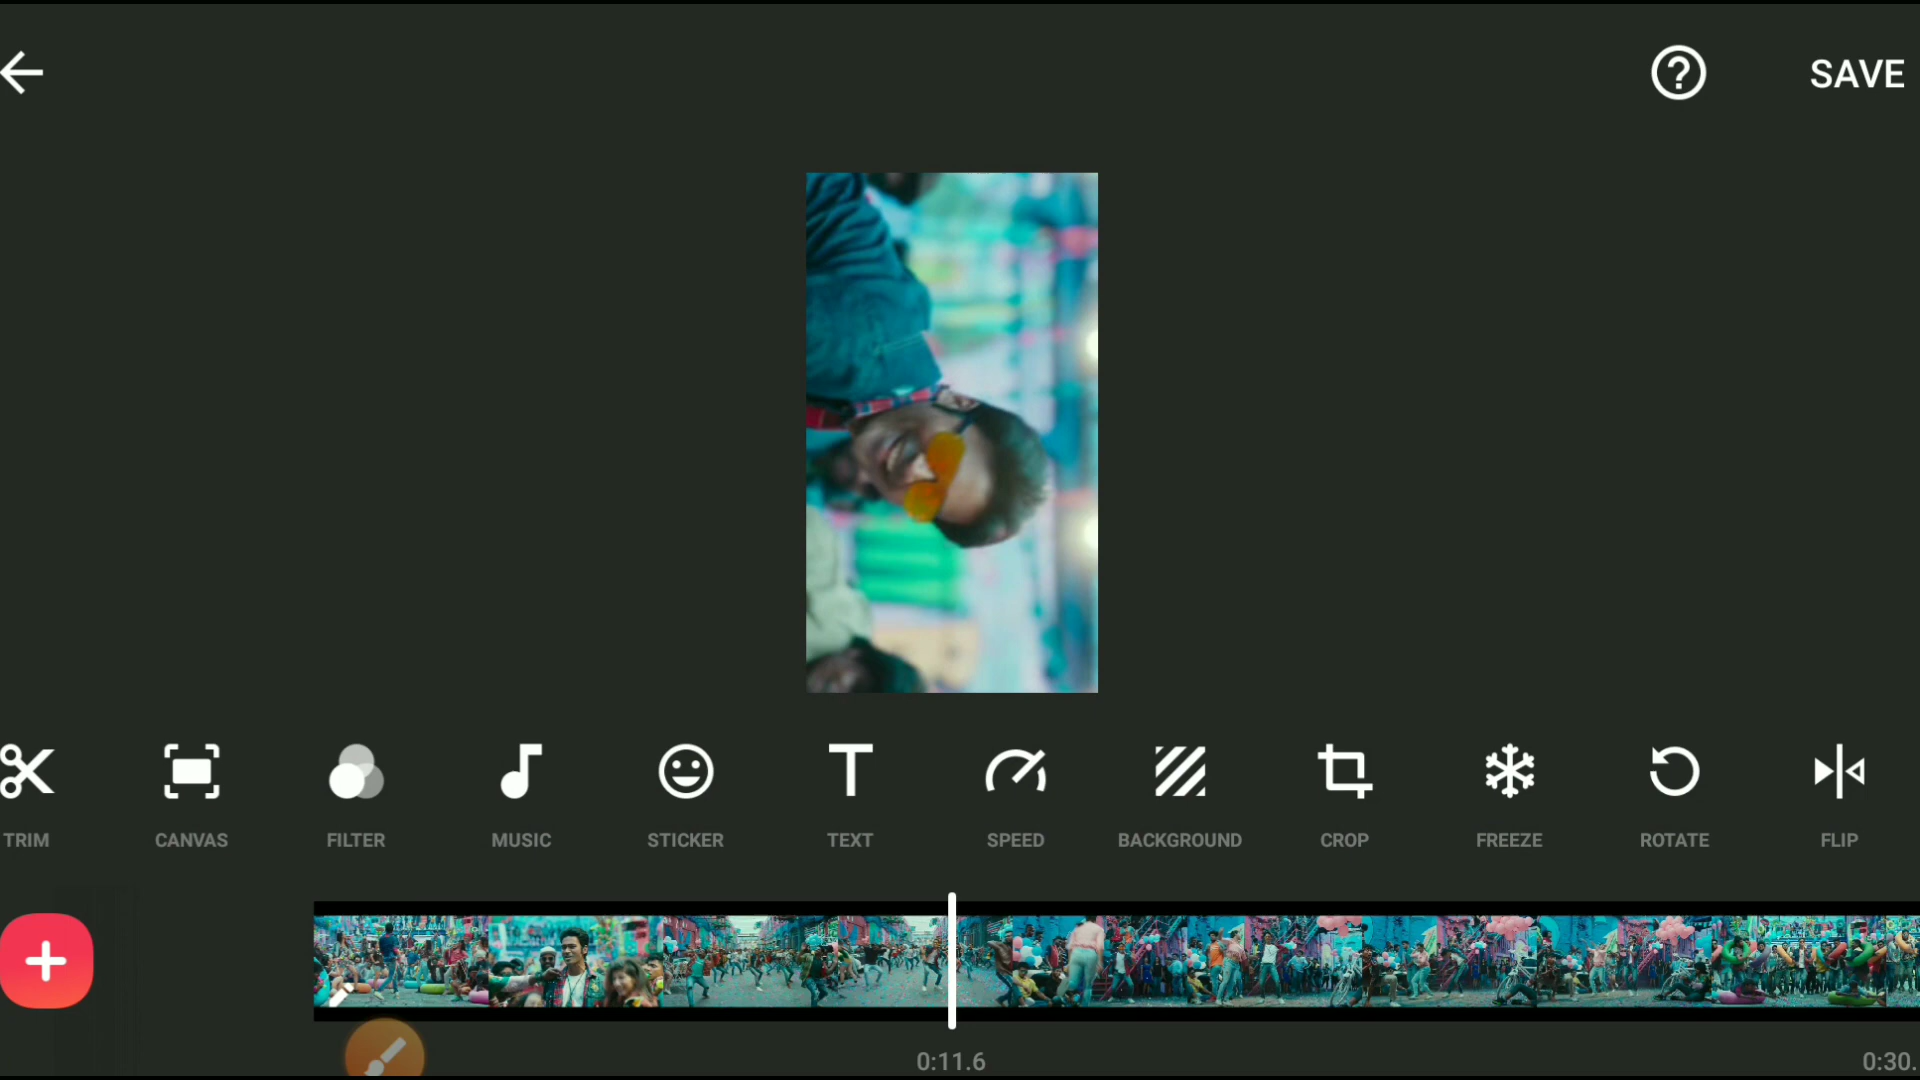 SAVE
TRIM
CANVAS
FILTER
MUSIC
STICKER
TEXT
SPEED
BACKGROUND
CROP
FREEZE
ROTATE
FLIP
0:11.6
0:30.